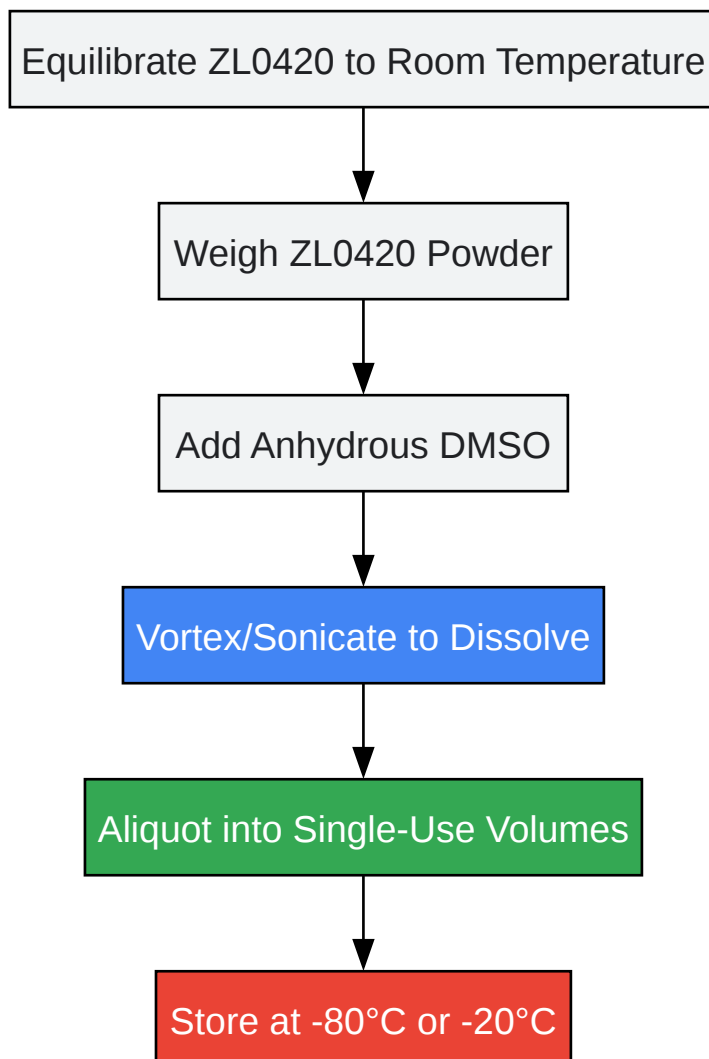 Equilibrate ZL0420 to Room Temperature
Weigh ZL0420 Powder
Add Anhydrous DMSO
Vortex/Sonicate to Dissolve
Aliquot into Single-Use Volumes
Store at -80°C or -20°C